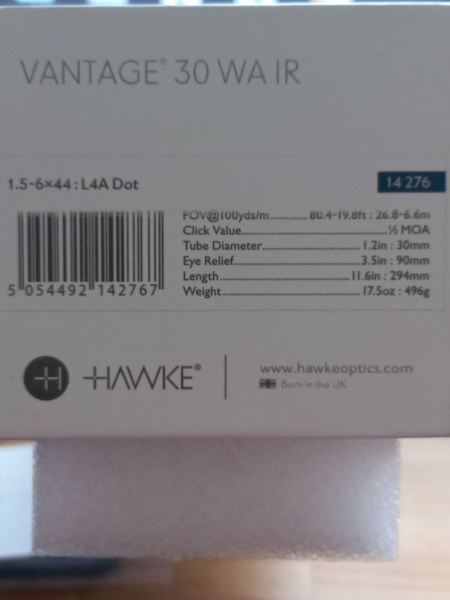 VANTAGE® 30 WA IR
1.5-6×44 : L4A Dot
14 276
FOV@100yds/m.............. 80.4-19.8ft : 26.8-6.6m
Click Value.................................................. ½ MOA
Tube Diameter................................ 1.2in : 30mm
Eye Relief.......................................... 3.5in : 90mm
Length............................................ 11.6in : 294mm
Weight............................................. 17.5oz : 496g
5 054492 142767
HAWKE®
www.hawkeoptics.com
Born in the UK